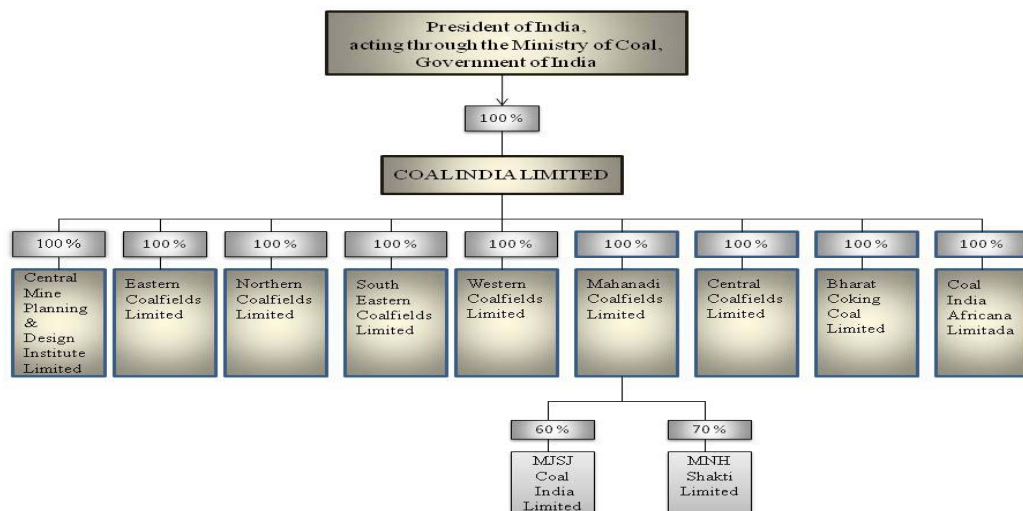 President of India,
acting through the Ministry of Coal,
Government of India
100%
COAL INDIA LIMITED
100%
100%
100%
100%
100%
100%
100%
100%
100%
Central
Mine
Planning
&
Design
Institute
Limited
Eastern
Coalfields
Limited
Northern
Coalfields
Limited
South
Eastern
Coalfields
Limited
Western
Coalfields
Limited
Mahanadi
Coalfields
Limited
Central
Coalfields
Limited
Bharat
Coking
Coal
Limited
Coal
India
Africana
Limitada
60%
70%
MJSJ
Coal
India
Limited
MNH
Shakti
Limited